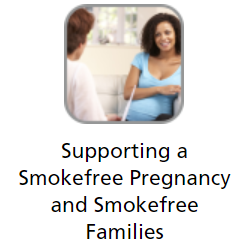 Supporting a
Smokefree Pregnancy
and Smokefree
Families